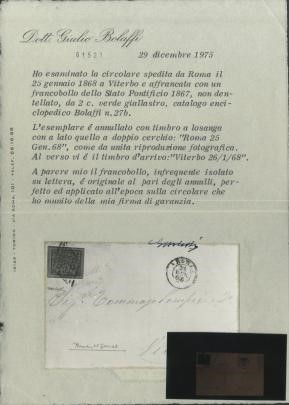 Dott. Giulio Bolaffi
01521
29 dicembre 1975
Ho esaminato la circolare spedita da Roma il
25 gennaio 1868 a Viterbo e affrancata con un
francobollo dello Stato Pontificio 1867, non den-
tellato, da 2 c. verde giallastro, catalogo enci-
clopedico Bolaffi n.27b.
L'esemplare è annullato con timbro a losanga
con a lato quello a doppio cerchio: "Roma 25
Gen.68", come da unita riproduzione fotografica.
Al verso vi è il timbro d'arrivo:"Viterbo 26/1/68".
A parere mio il francobollo, infrequente isolato
su lettera, è originale al pari degli annulli, per-
fetto ed applicato all'epoca sulla circolare che
ho munito della mia firma di garanzia.
ROMA